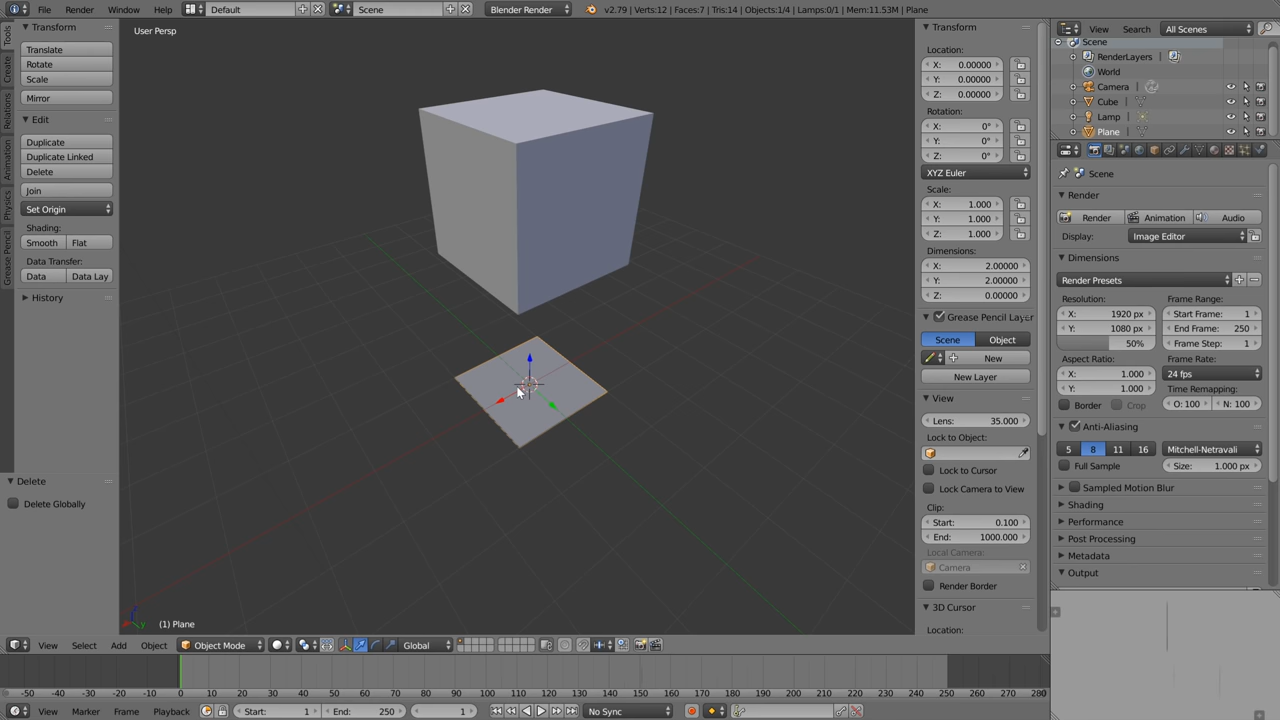 File Render Window Help Default Scene Blender Render v2.79 | Verts:12 | Faces:7 | Tris:14 | Objects:1/4 | Lamps:0/1 | Mem:11.53M | Plane
View Search All Scenes
Tools
Create
Relations
Animation
Physics
Grease Pencil
Transform
Translate
Rotate
Scale
Mirror
Edit
Duplicate
Duplicate Linked
Delete
Join
Set Origin
Shading:
Smooth Flat
Data Transfer:
Data Data Lay
History
Delete
Delete Globally
User Persp
(1) Plane
Transform
Location:
X: 0.00000
Y: 0.00000
Z: 0.00000
Rotation:
X: 0°
Y: 0°
Z: 0°
XYZ Euler
Scale:
X: 1.000
Y: 1.000
Z: 1.000
Dimensions:
X: 2.00000
Y: 2.00000
Z: 0.00000
Grease Pencil Layer
Scene Object
New
New Layer
View
Lens: 35.000
Lock to Object:
Lock to Cursor
Lock Camera to View
Clip:
Start: 0.100
End: 1000.000
Local Camera:
Camera
Render Border
3D Cursor
Location:
Scene
RenderLayers
World
Camera
Cube
Lamp
Plane
Scene
Render
Render Animation Audio
Display: Image Editor
Dimensions
Render Presets
Resolution: Frame Range:
X: 1920 px Start Frame: 1
Y: 1080 px End Frame: 250
50% Frame Step: 1
Aspect Ratio: Frame Rate:
X: 1.000 24 fps
Y: 1.000 Time Remapping:
Border Crop O: 100 N: 100
Anti-Aliasing
5 8 11 16 Mitchell-Netravali
Full Sample Size: 1.000 px
Sampled Motion Blur
Shading
Performance
Post Processing
Metadata
Output
View Select Add Object Object Mode Global
-50 -40 -30 -20 -10 0 10 20 30 40 50 60 70 80 90 100 110 120 130 140 150 160 170 180 190 200 210 220 230 240 250 260 270 280
View Marker Frame Playback Start: 1 End: 250 1 No Sync